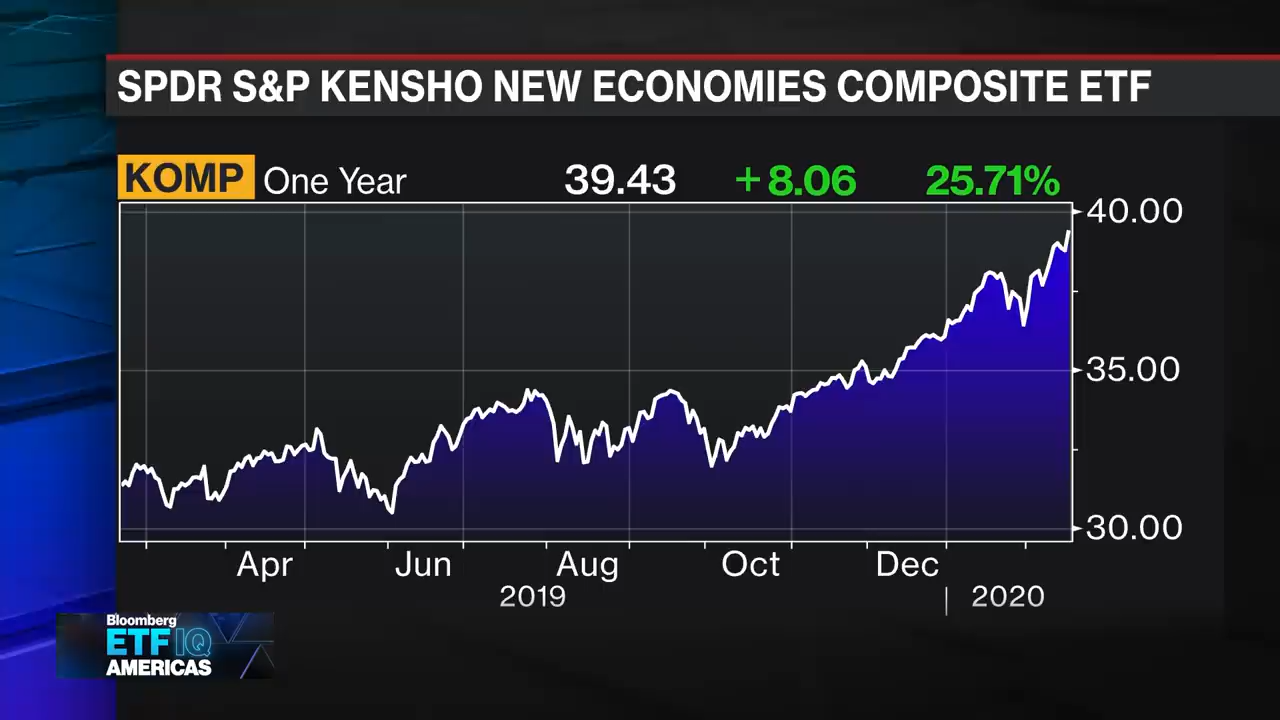 SPDR S&P KENSHO NEW ECONOMIES COMPOSITE ETF
KOMP One Year 39.43 +8.06 25.71%
40.00
35.00
30.00
Apr Jun Aug Oct Dec
2019 2020
Bloomberg
ETF IQ
AMERICAS